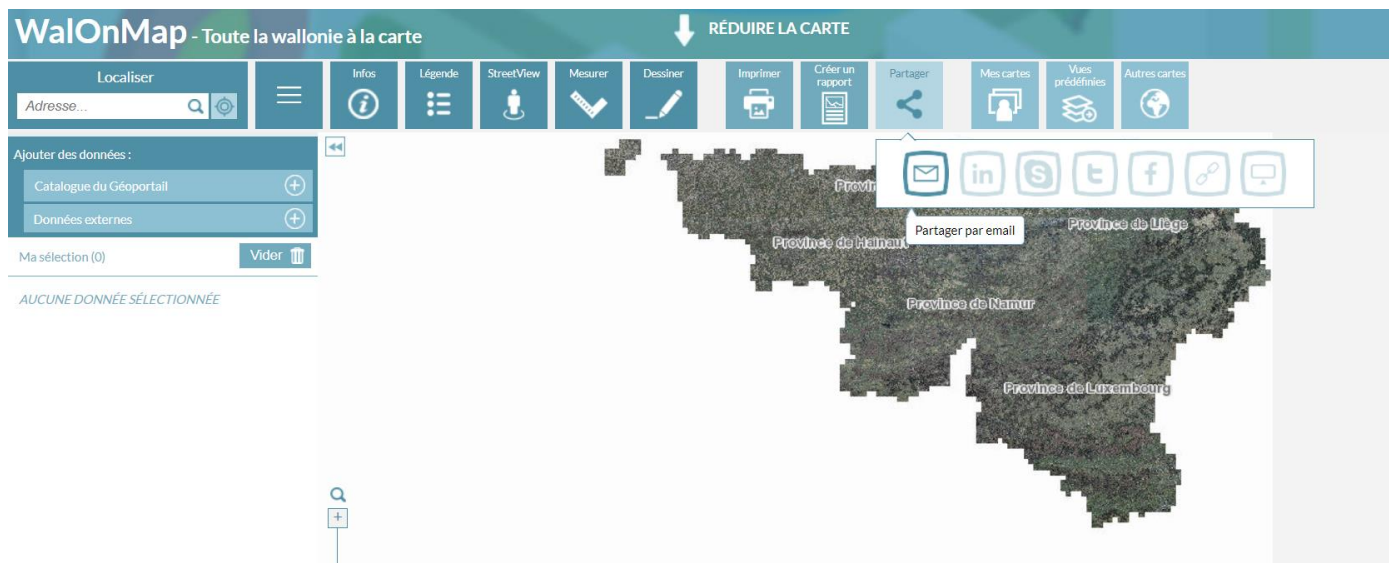 WalOnMap - Toute la wallonie à la carte
RÉDUIRE LA CARTE
Localiser
Adresse...
Infos
Légende
StreetView
Mesurer
Dessiner
Imprimer
Créer un
rapport
Partager
Mes cartes
Vues
prédéfinies
Autres cartes
Ajouter des données :
Catalogue du Géoportail
Données externes
Ma sélection (0)
Vider
AUCUNE DONNÉE SÉLECTIONNÉE
Partager par email
Province de Hainaut
Province de Liège
Province de Namur
Province de Luxembourg